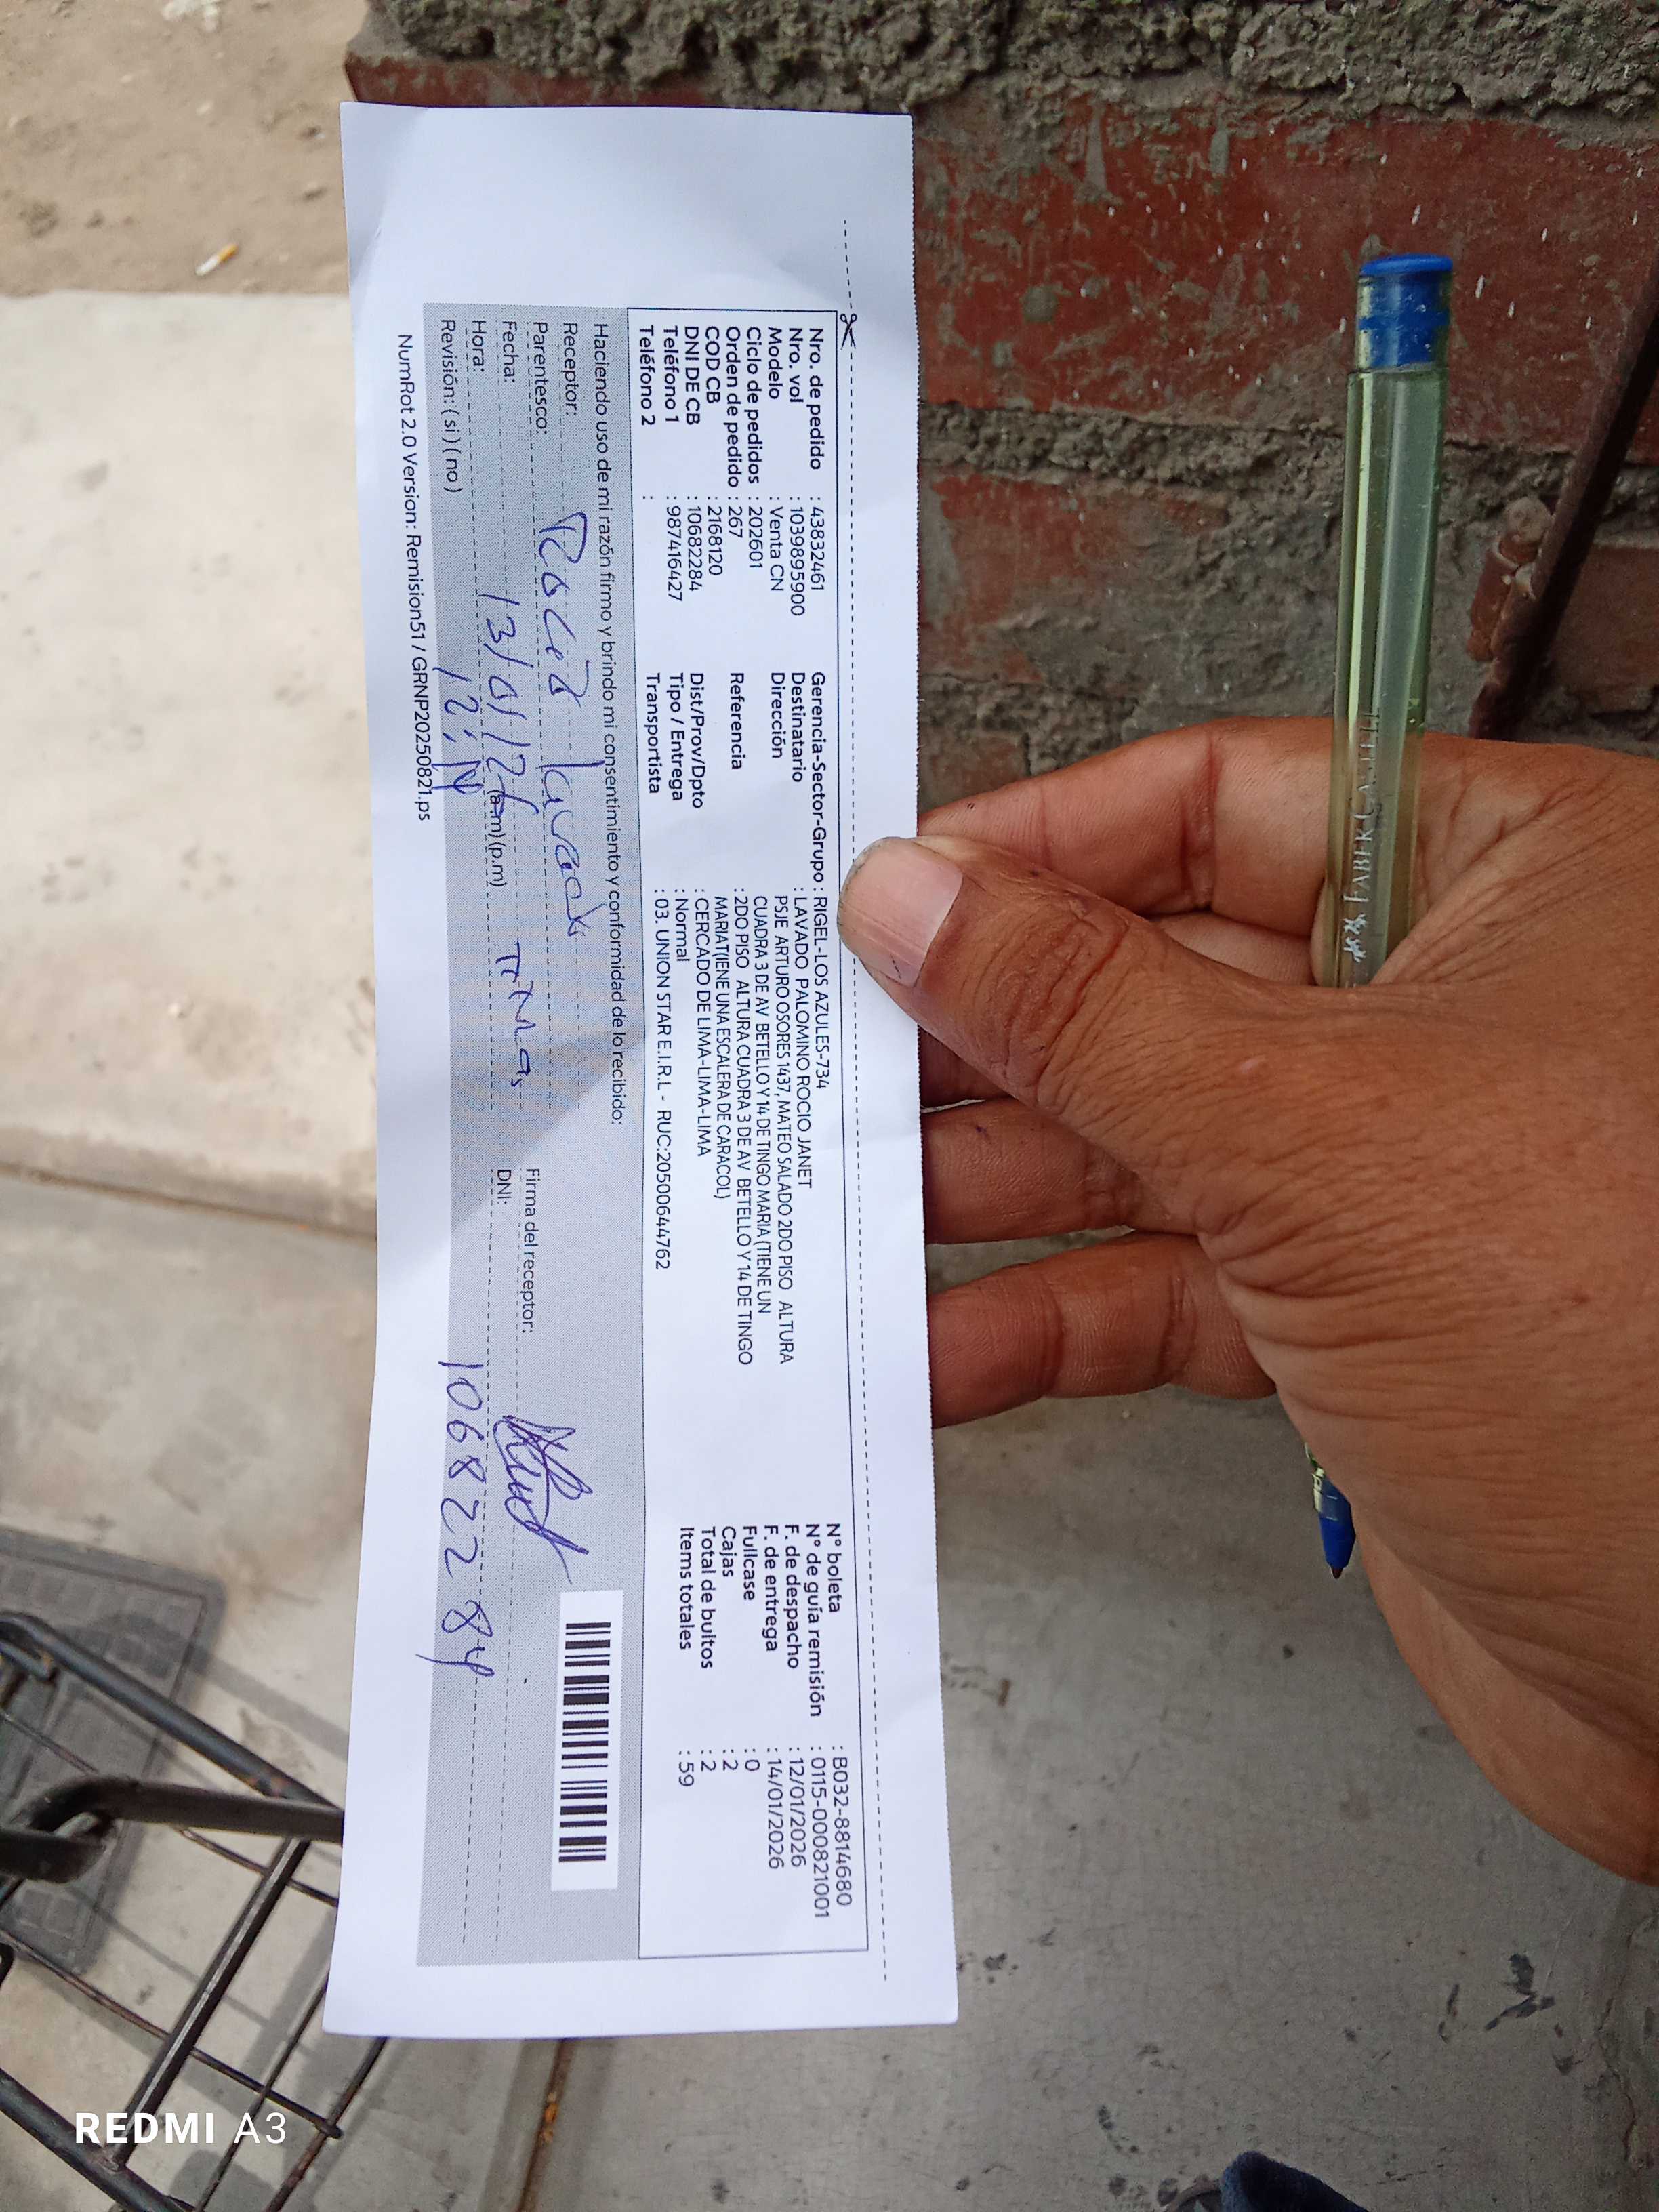 Nro. de pedido : 43832461
Nro. vol : 1039895900
Modelo : Venta CN
Ciclo de pedidos : 202601
Orden de pedido : 267
COD CB : 2168120
DNI DE CB : 10682284
Teléfono 1 : 987416427
Teléfono 2 :
Gerencia-Sector-Grupo : RIGEL-LOS AZULES-734
Destinatario : LAVADO PALOMINO ROCIO JANET
Dirección PSJE ARTURO OSORES 1437, MATEO SALADO 2DO PISO ALTURA
CUADRA 3 DE AV BETELLO Y 14 DE TINGO MARIA (TIENE UN
Referencia : 2DO PISO ALTURA CUADRA 3 DE AV BETELLO Y 14 DE TINGO
MARIAT(IENE UNA ESCALERA DE CARACOL)
Dist/Prov/Dpto : CERCADO DE LIMA-LIMA-LIMA
Tipo / Entrega : Normal
Transportista : 03. UNION STAR E.I.R.L - RUC:20500644762
N° boleta : B032-8814680
N° de guía remisión : 0115-000821001
F. de despacho : 12/01/2026
F. de entrega : 14/01/2026
Fullcase : 0
Cajas : 2
Total de bultos : 2
Items totales : 59
Haciendo uso de mi razón firmo y brindo mi consentimiento y conformidad de lo recibido:
Receptor: Rocio
Parentesco:
Fecha: 13/01/26
Hora: 12:14 (a.m) (p.m)
Revisión: ( si ) ( no )
Firma del receptor:
DNI: 10682284
NumRot 2.0 Version: Remision51 / GRNP20250821.ps
REDMI A3